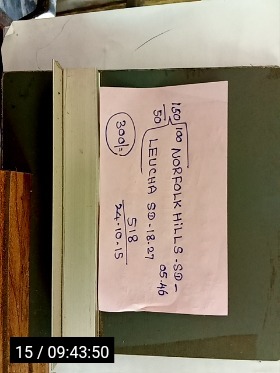 150 100 NORFOLK HILLS - SD -
05.46
50 LEUCHA SD - 18.27
300/=
518
24.10.15
15 / 09:43:50